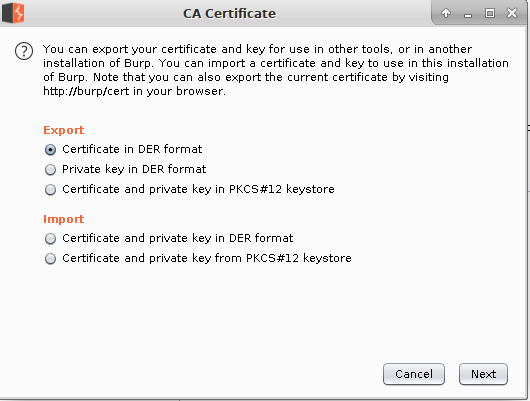 CA Certificate
You can export your certificate and key for use in other tools, or in another
installation of Burp. You can import a certificate and key to use in this installation
of Burp. Note that you can also export the current certificate by visiting
http://burp/cert in your browser.
Export
Certificate in DER format
Private key in DER format
Certificate and private key in PKCS#12 keystore
Import
Certificate and private key in DER format
Certificate and private key from PKCS#12 keystore
Cancel Next